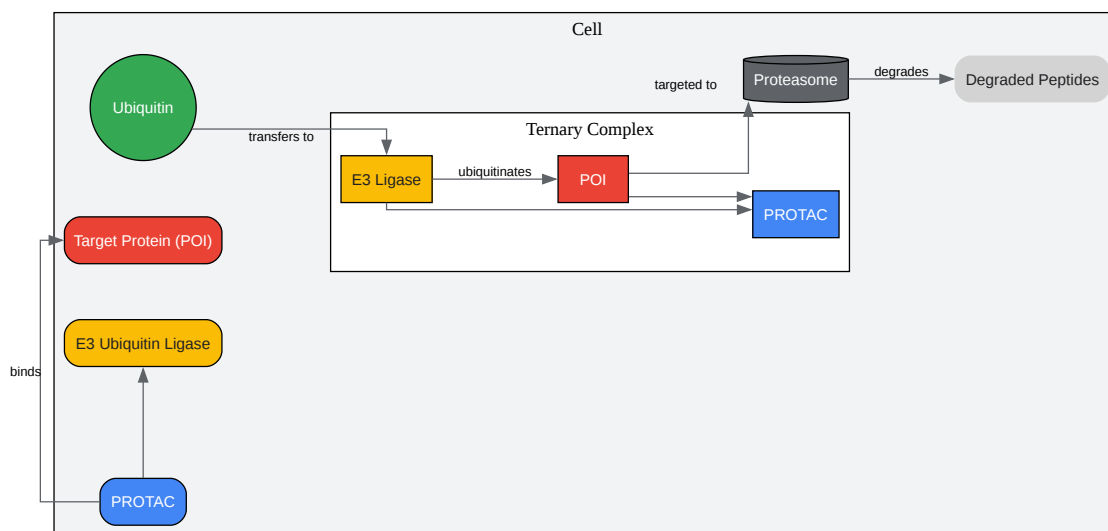 Cell
Proteasome
degrades
Degraded Peptides
targeted to
Ubiquitin
transfers to
Ternary Complex
E3 Ligase
ubiquitinates
POI
PROTAC
Target Protein (POI)
E3 Ubiquitin Ligase
binds
PROTAC